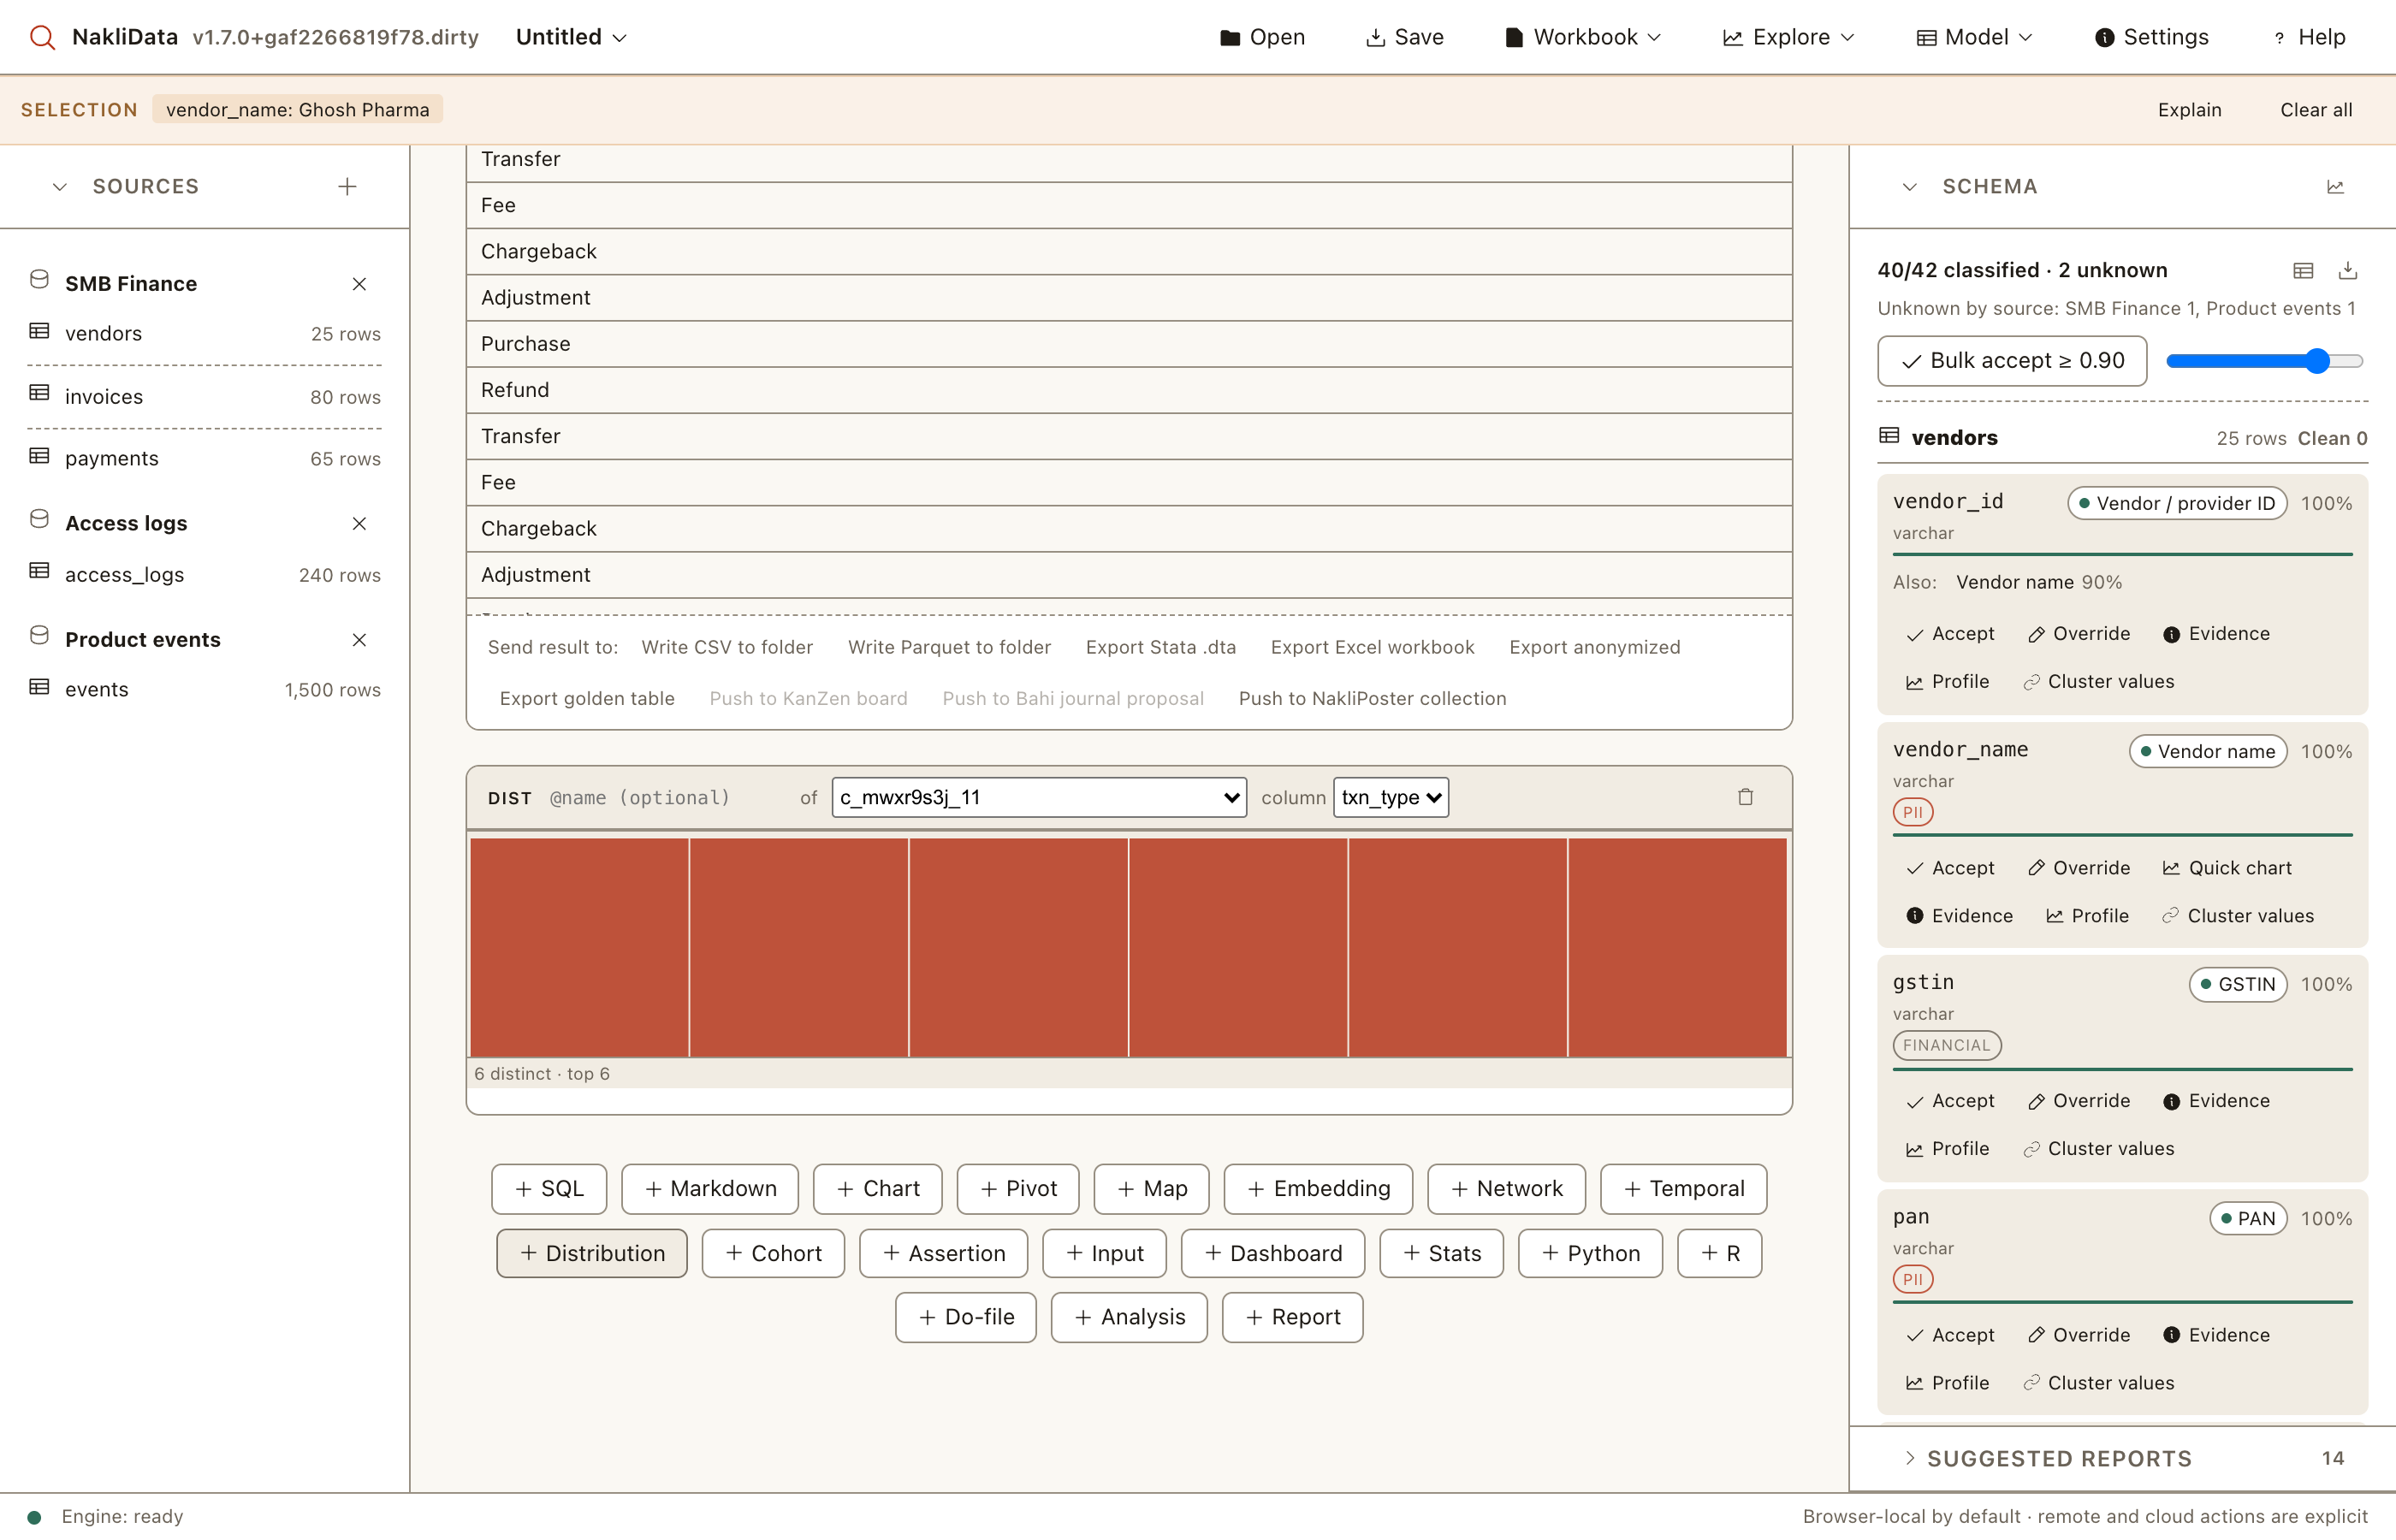 NakliData v1.7.0+gaf2266819f78.dirty Untitled Open Save Workbook Explore Model Settings ? Help
SELECTION vendor_name: Ghosh Pharma Explain Clear all
SOURCES
SMB Finance
vendors 25 rows
invoices 80 rows
payments 65 rows
Access logs
access_logs 240 rows
Product events
events 1,500 rows
Transfer
Fee
Chargeback
Adjustment
Purchase
Refund
Transfer
Fee
Chargeback
Adjustment
Send result to: Write CSV to folder Write Parquet to folder Export Stata .dta Export Excel workbook Export anonymized
Export golden table Push to KanZen board Push to Bahi journal proposal Push to NakliPoster collection
DIST @name (optional) of c_mwxr9s3j_11 column txn_type
6 distinct · top 6
+ SQL + Markdown + Chart + Pivot + Map + Embedding + Network + Temporal
+ Distribution + Cohort + Assertion + Input + Dashboard + Stats + Python + R
+ Do-file + Analysis + Report
SCHEMA
40/42 classified · 2 unknown
Unknown by source: SMB Finance 1, Product events 1
Bulk accept ≥ 0.90
vendors 25 rows Clean 0
vendor_id Vendor / provider ID 100%
varchar
Also: Vendor name 90%
Accept Override Evidence
Profile Cluster values
vendor_name Vendor name 100%
varchar
PII
Accept Override Quick chart
Evidence Profile Cluster values
gstin GSTIN 100%
varchar
FINANCIAL
Accept Override Evidence
Profile Cluster values
pan PAN 100%
varchar
PII
Accept Override Evidence
Profile Cluster values
SUGGESTED REPORTS 14
Engine: ready Browser-local by default · remote and cloud actions are explicit